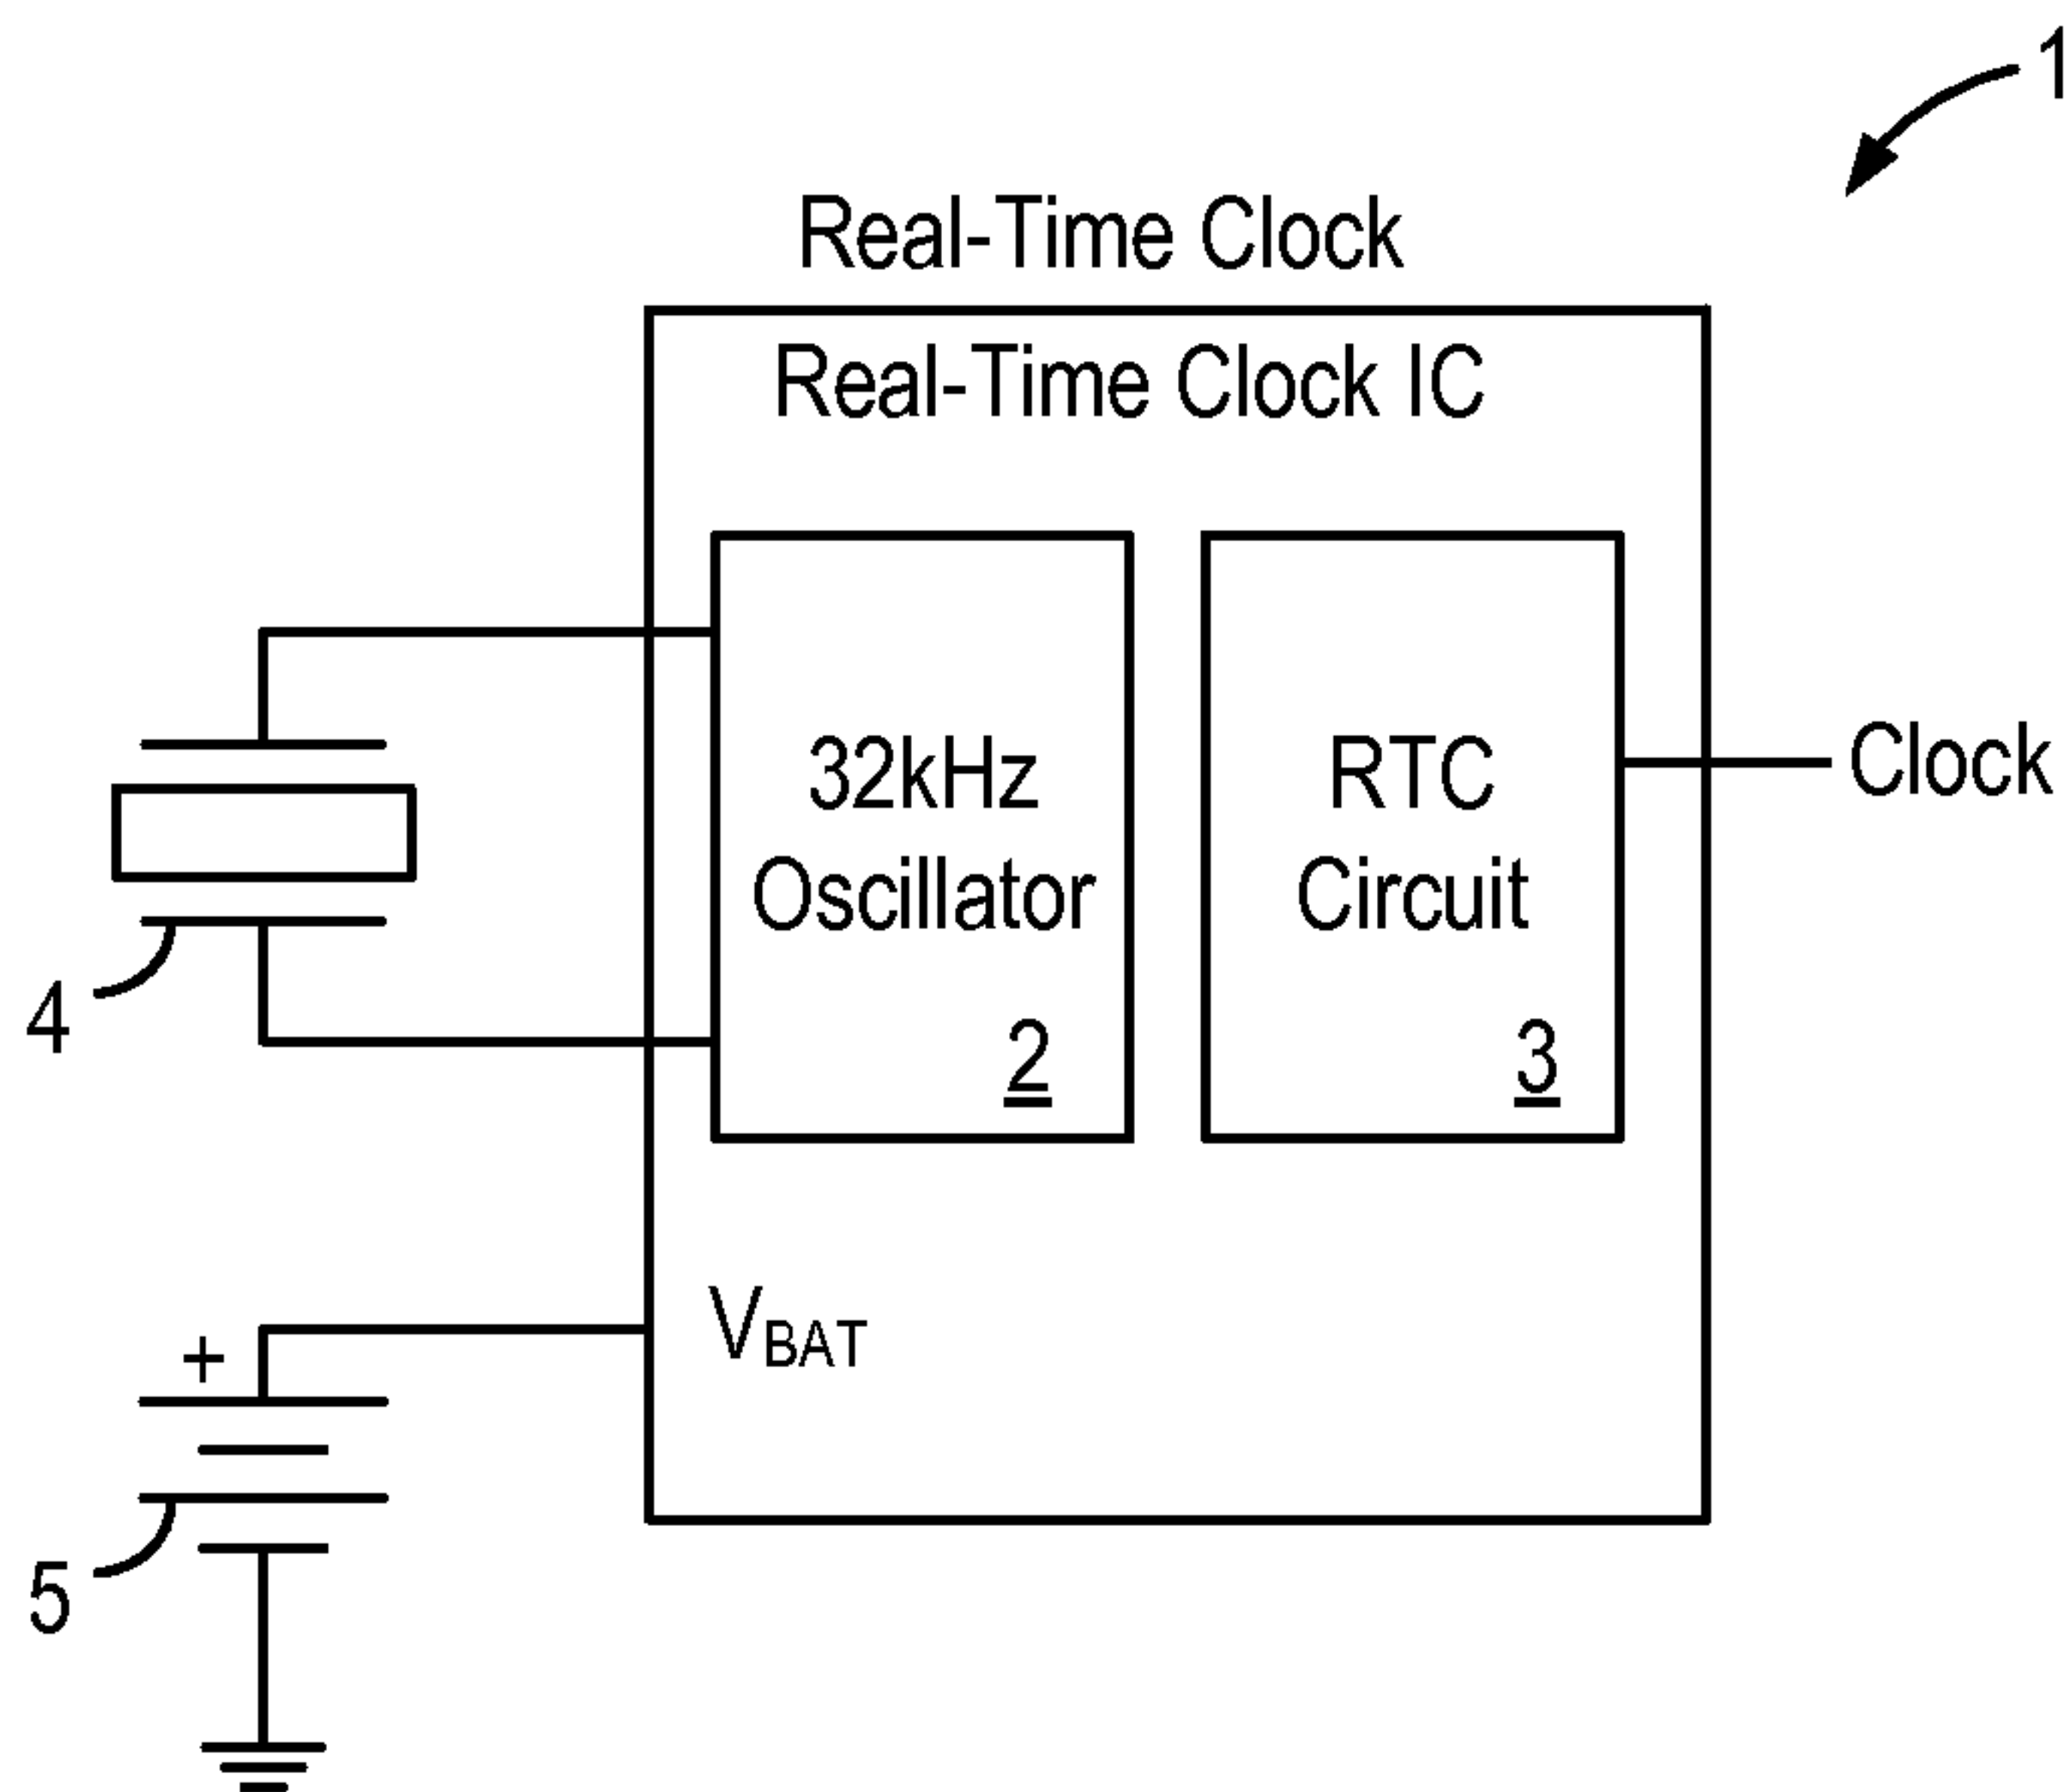 1
Real-Time Clock
Real-Time Clock IC
32kHz
Oscillator
2
RTC
Circuit
3
Clock
4
VBAT
+
5